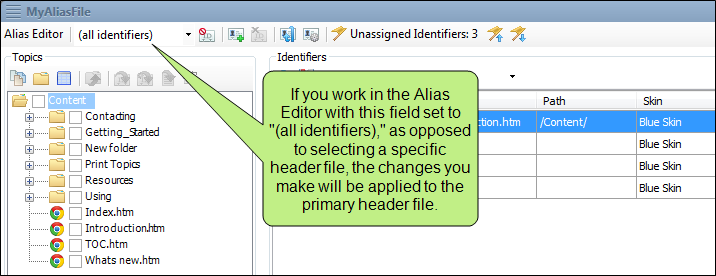 MyAliasFile
Alias Editor (all identifiers) Unassigned Identifiers: 3
Topics
Content
Contacting
Getting_Started
New folder
Print Topics
Resources
Using
Index.htm
Introduction.htm
TOC.htm
Whats new.htm
Identifiers
Path Skin
ction.htm /Content/ Blue Skin
Blue Skin
Blue Skin
Blue Skin
If you work in the Alias
Editor with this field set to
"(all identifiers)," as opposed
to selecting a specific
header file, the changes you
make will be applied to the
primary header file.